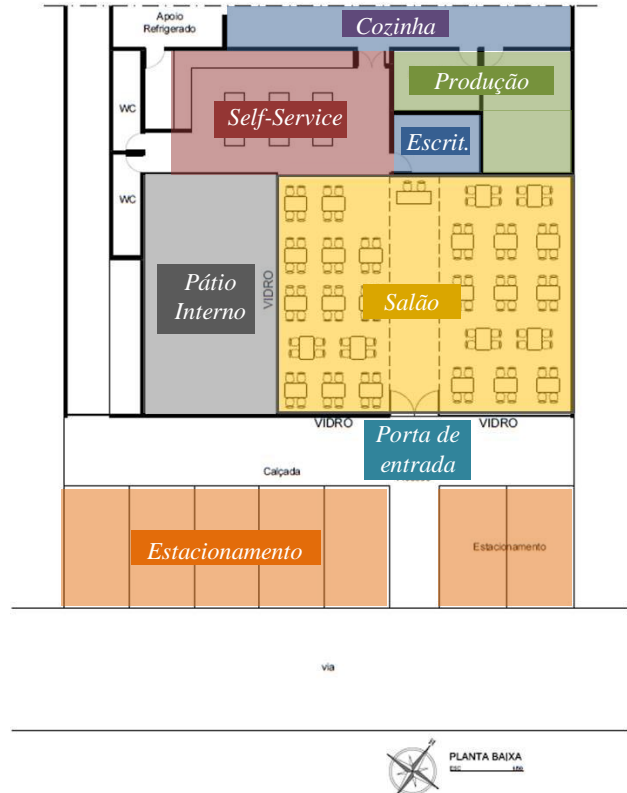 Apoio
Refrigerado
Cozinha
Produção
WC
Self-Service
Escrit.
WC
Pátio
Interno
VIDRO
Salão
VIDRO
VIDRO
Porta de
entrada
Calçada
Estacionamento
Estacionamento
via
N
PLANTA BAIXA
ESC